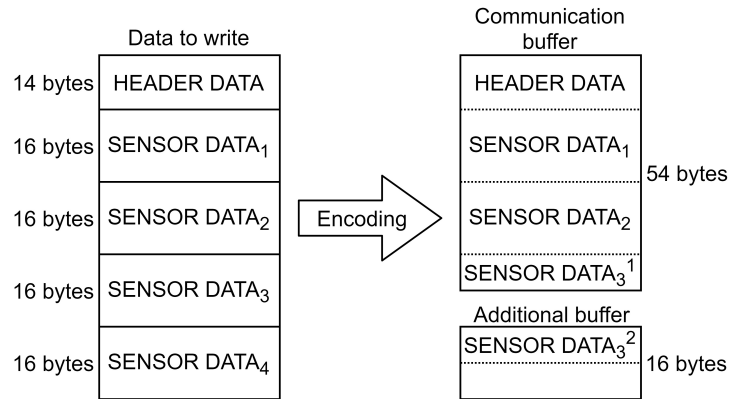 Data to write
14 bytes
HEADER DATA
16 bytes
SENSOR DATA₁
16 bytes
SENSOR DATA₂
16 bytes
SENSOR DATA₃
16 bytes
SENSOR DATA₄
Encoding
Communication
buffer
HEADER DATA
SENSOR DATA₁
SENSOR DATA₂
SENSOR DATA₃¹
54 bytes
Additional buffer
SENSOR DATA₃²
16 bytes